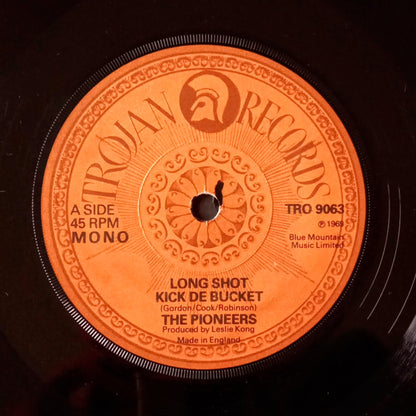 TROJAN RECORDS
A SIDE
45 RPM
MONO
TRO 9063
℗ 1969
Blue Mountain
Music Limited
LONG SHOT
KICK DE BUCKET
(Gordon/Cook/Robinson)
THE PIONEERS
Produced by Leslie Kong
Made in England